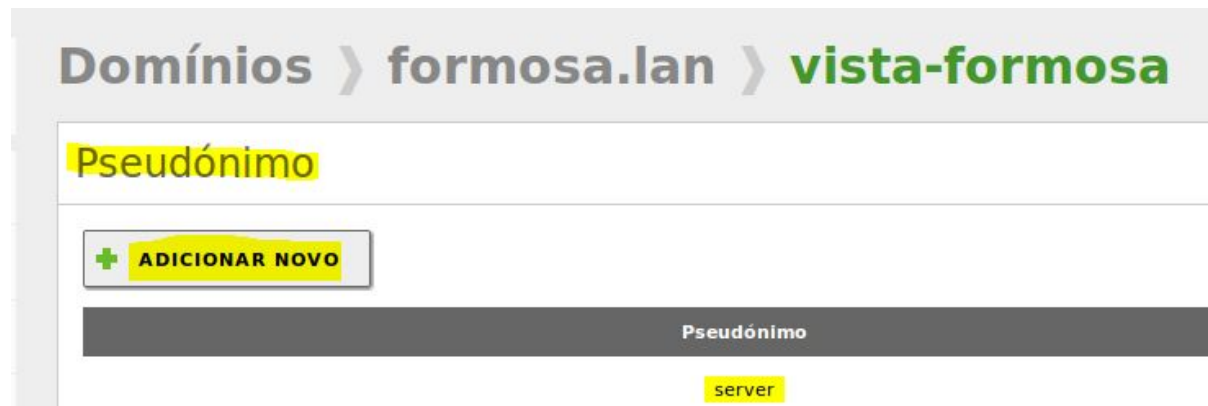 Domínios 》 formosa.lan 》 vista-formosa
Pseudónimo
ADICIONAR NOVO
Pseudónimo
server